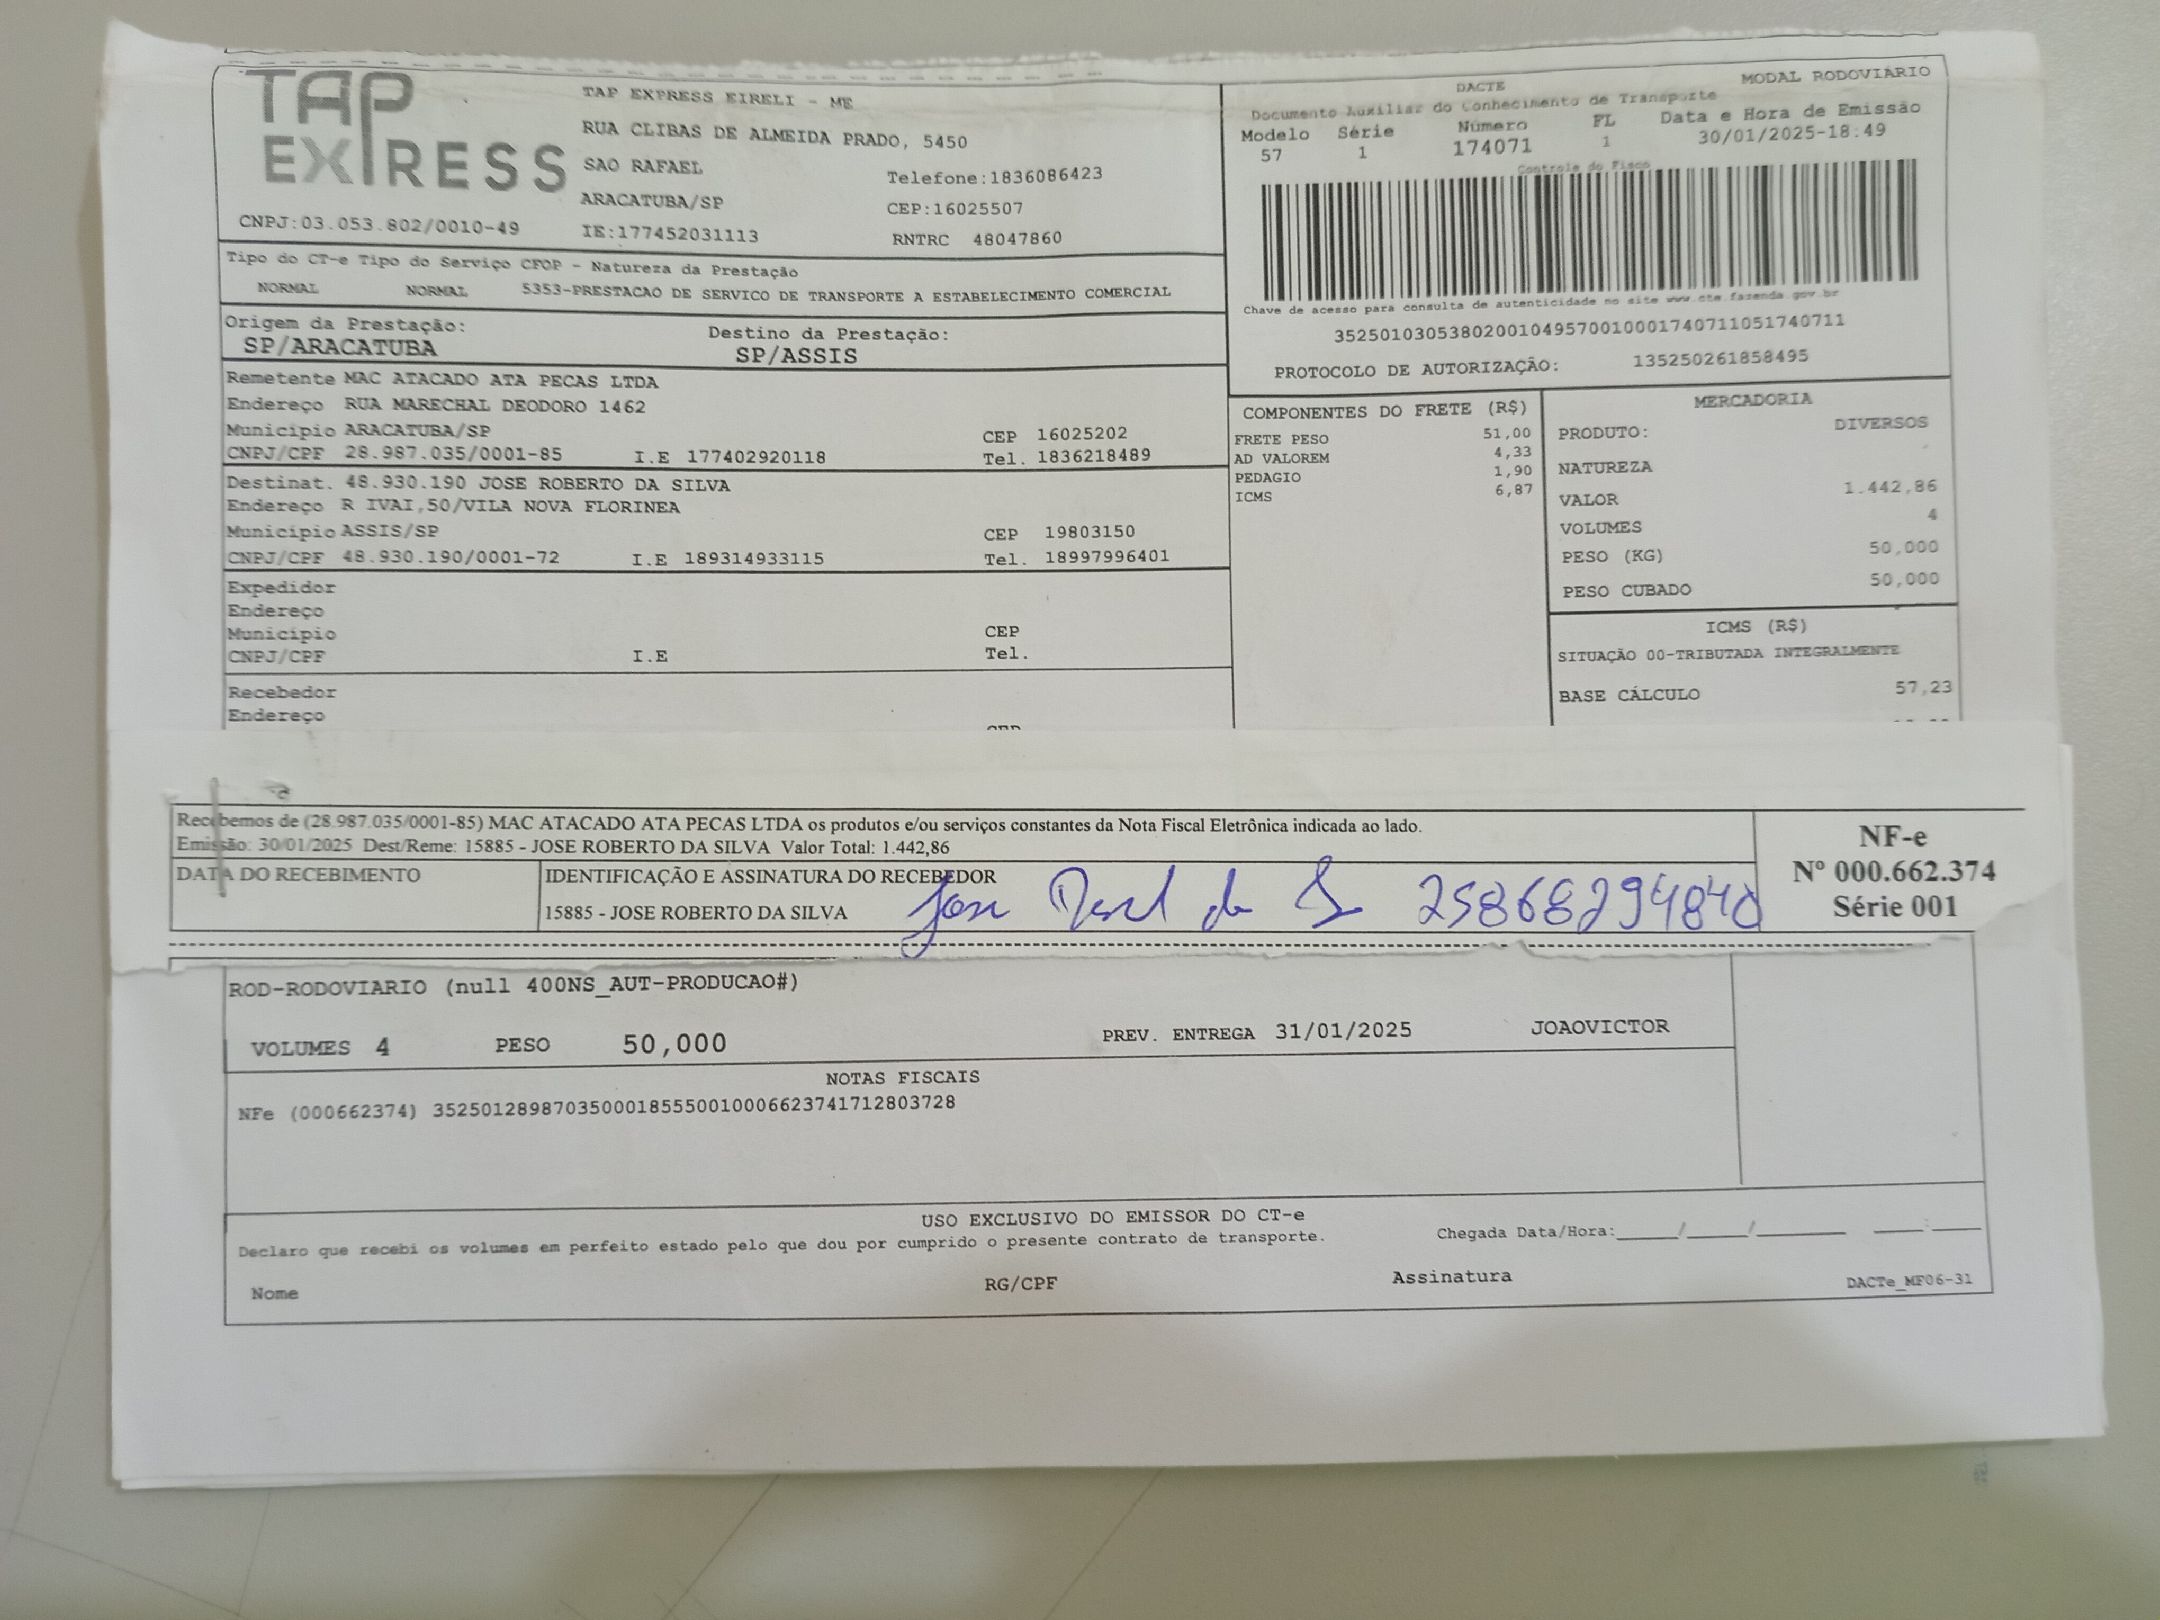 TAP EXPRESS
TAP EXPRESS EIRELI - ME
RUA CLIBAS DE ALMEIDA PRADO, 5450
SAO RAFAEL
Telefone:1836086423
ARACATUBA/SP
CEP:16025507
CNPJ:03.053.802/0010-49
IE:177452031113
RNTRC 48047860
DACTE
MODAL RODOVIÁRIO
Documento Auxiliar do Conhecimento de Transporte
Modelo Série Número FL Data e Hora de Emissão
57 1 174071 1 30/01/2025-18:49
Controle do Fisco
Chave de acesso para consulta de autenticidade no site www.cte.fazenda.gov.br
35250103053802001049570010001740711051740711
PROTOCOLO DE AUTORIZAÇÃO: 135250261858495
Tipo do CT-e Tipo do Serviço CFOP - Natureza da Prestação
NORMAL NORMAL 5353-PRESTACAO DE SERVICO DE TRANSPORTE A ESTABELECIMENTO COMERCIAL
Origem da Prestação: Destino da Prestação:
SP/ARACATUBA SP/ASSIS
Remetente MAC ATACADO ATA PECAS LTDA
Endereço RUA MARECHAL DEODORO 1462
Município ARACATUBA/SP CEP 16025202
CNPJ/CPF 28.987.035/0001-85 I.E 177402920118 Tel. 1836218489
Destinat. 48.930.190 JOSE ROBERTO DA SILVA
Endereço R IVAI,50/VILA NOVA FLORINEA
Município ASSIS/SP CEP 19803150
CNPJ/CPF 48.930.190/0001-72 I.E 189314933115 Tel. 18997996401
Expedidor
Endereço
Município CEP
CNPJ/CPF I.E Tel.
Recebedor
Endereço
COMPONENTES DO FRETE (R$)
FRETE PESO 51,00
AD VALOREM 4,33
PEDAGIO 1,90
ICMS 6,87
MERCADORIA
PRODUTO: DIVERSOS
NATUREZA
VALOR 1.442,86
VOLUMES 4
PESO (KG) 50,000
PESO CUBADO 50,000
ICMS (R$)
SITUAÇÃO 00-TRIBUTADA INTEGRALMENTE
BASE CÁLCULO 57,23
Recebemos de (28.987.035/0001-85) MAC ATACADO ATA PECAS LTDA os produtos e/ou serviços constantes da Nota Fiscal Eletrônica indicada ao lado.
Emissão: 30/01/2025 Dest/Reme: 15885 - JOSE ROBERTO DA SILVA Valor Total: 1.442,86
DATA DO RECEBIMENTO
IDENTIFICAÇÃO E ASSINATURA DO RECEBEDOR
15885 - JOSE ROBERTO DA SILVA
25868294840
NF-e
Nº 000.662.374
Série 001
ROD-RODOVIARIO (null 400NS_AUT-PRODUCAO#)
VOLUMES 4 PESO 50,000 PREV. ENTREGA 31/01/2025 JOAOVICTOR
NOTAS FISCAIS
NFe (000662374) 35250128987035000185550010006623741712803728
USO EXCLUSIVO DO EMISSOR DO CT-e
Declaro que recebi os volumes em perfeito estado pelo que dou por cumprido o presente contrato de transporte.
Chegada Data/Hora:_____/_____/_______ ____:____
Nome RG/CPF Assinatura DACTe_MF06-31